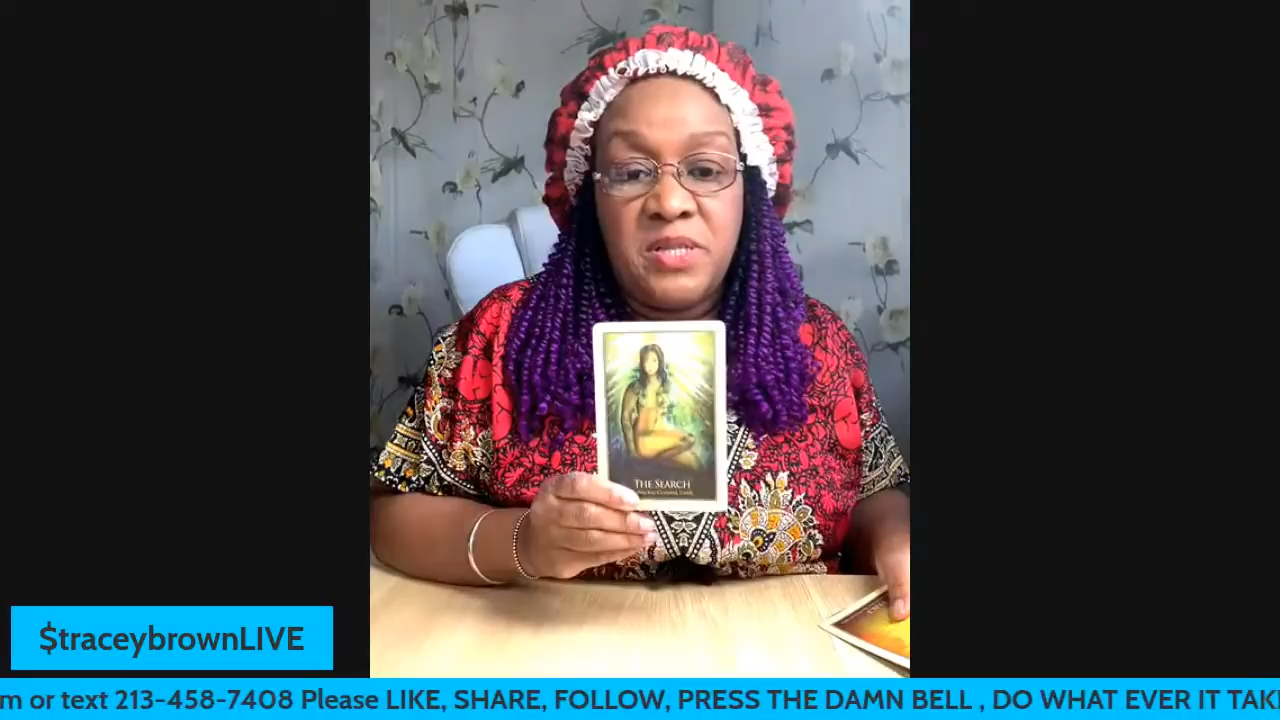 THE SEARCH
$traceybrownLIVE
m or text 213-458-7408 Please LIKE, SHARE, FOLLOW, PRESS THE DAMN BELL , DO WHAT EVER IT TAK